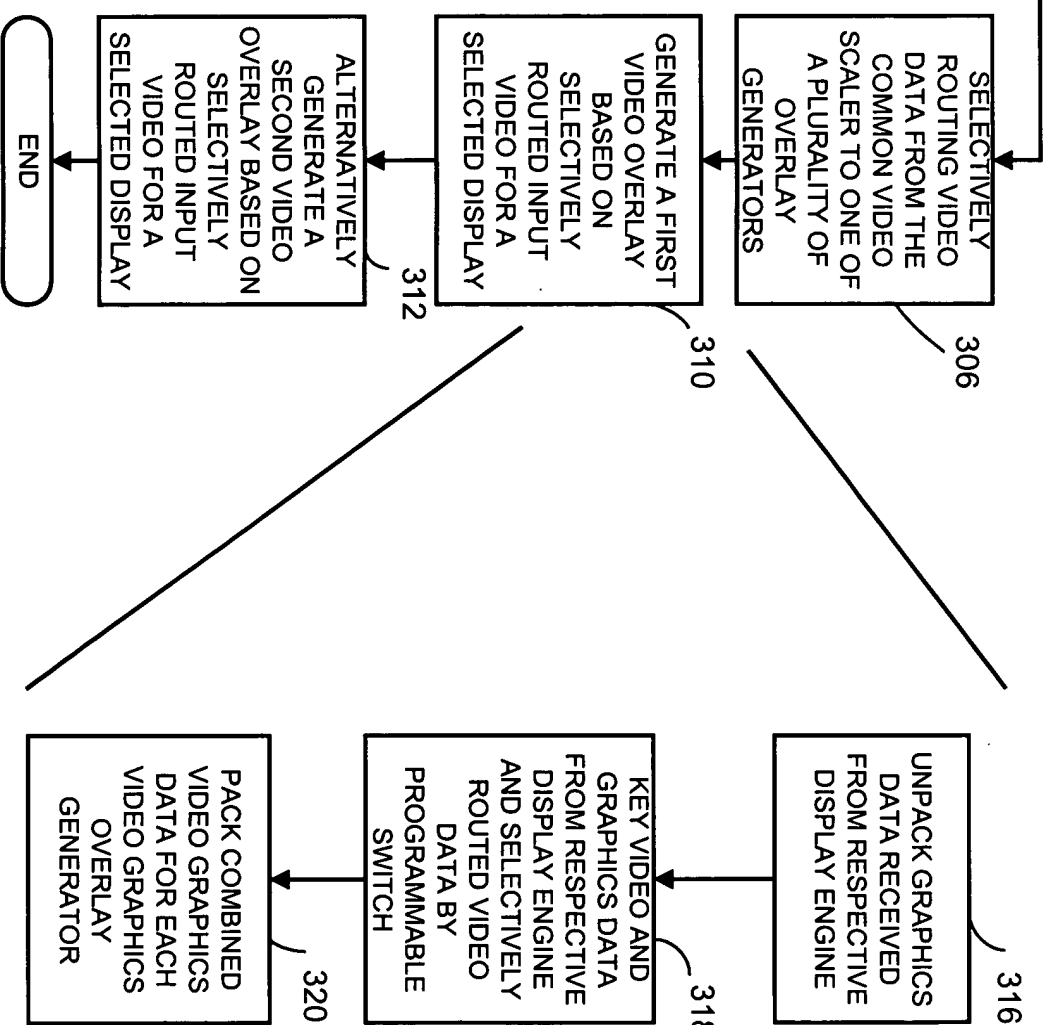 SELECTIVELY
ROUTING VIDEO
DATA FROM THE
COMMON VIDEO
SCALER TO ONE OF
A PLURALITY OF
OVERLAY
GENERATORS
306
GENERATE A FIRST
VIDEO OVERLAY
BASED ON
SELECTIVELY
ROUTED INPUT
VIDEO FOR A
SELECTED DISPLAY
310
ALTERNATIVELY
GENERATE A
SECOND VIDEO
OVERLAY BASED ON
SELECTIVELY
ROUTED INPUT
VIDEO FOR A
SELECTED DISPLAY
312
END
UNPACK GRAPHICS
DATA RECEIVED
FROM RESPECTIVE
DISPLAY ENGINE
316
KEY VIDEO AND
GRAPHICS DATA
FROM RESPECTIVE
DISPLAY ENGINE
AND SELECTIVELY
ROUTED VIDEO
DATA BY
PROGRAMMABLE
SWITCH
318
PACK COMBINED
VIDEO GRAPHICS
DATA FOR EACH
VIDEO GRAPHICS
OVERLAY
GENERATOR
320